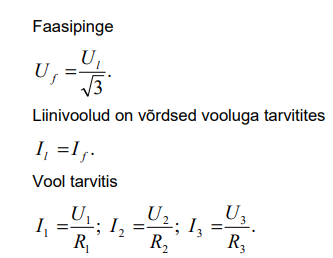 Faasipinge
U_f = U_l / √3.
Liinivoolud on võrdsed vooluga tarvitites
I_l = I_f.
Vool tarvitis
I_1 = U_1 / R_1; I_2 = U_2 / R_2; I_3 = U_3 / R_3.